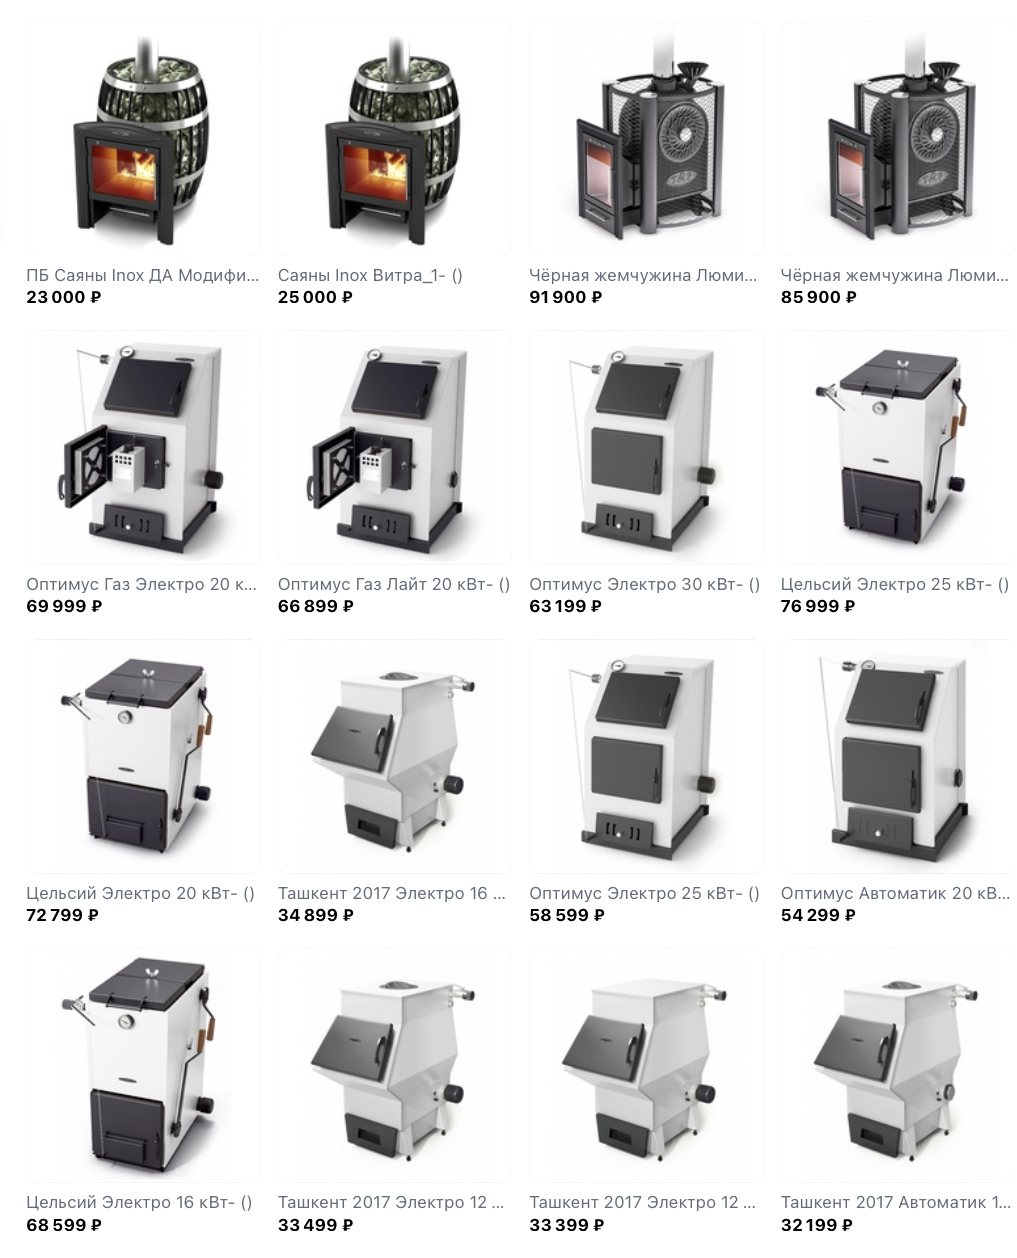 ПБ Саяны Inox ДА Модифи...
23 000 ₽
Саяны Inox Витра_1- ()
25 000 ₽
Чёрная жемчужина Люми...
91 900 ₽
Чёрная жемчужина Люми...
85 900 ₽
Оптимус Газ Электро 20 к...
69 999 ₽
Оптимус Газ Лайт 20 кВт- ()
66 899 ₽
Оптимус Электро 30 кВт- ()
63 199 ₽
Цельсий Электро 25 кВт- ()
76 999 ₽
Цельсий Электро 20 кВт- ()
72 799 ₽
Ташкент 2017 Электро 16 ...
34 899 ₽
Оптимус Электро 25 кВт- ()
58 599 ₽
Оптимус Автоматик 20 кВ...
54 299 ₽
Цельсий Электро 16 кВт- ()
68 599 ₽
Ташкент 2017 Электро 12 ...
33 499 ₽
Ташкент 2017 Электро 12 ...
33 399 ₽
Ташкент 2017 Автоматик 1...
32 199 ₽